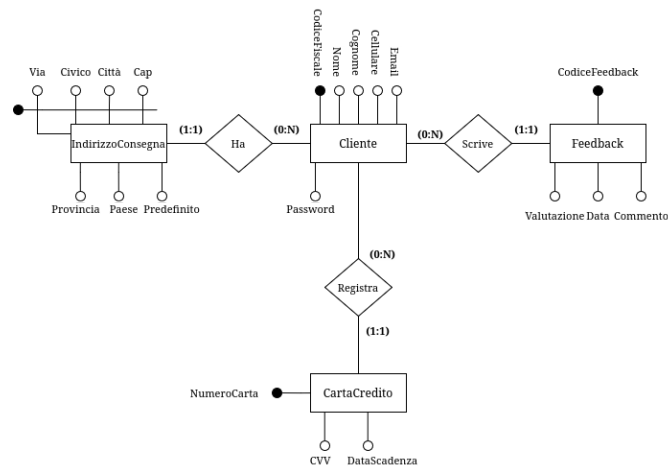 Via
Civico
Città
Cap
CodiceFiscale
Nome
Cognome
Cellulare
Email
CodiceFeedback
IndirizzoConsegna
(1:1)
Ha
(0:N)
Cliente
(0:N)
Scrive
(1:1)
Feedback
Provincia
Paese
Predefinito
Password
Valutazione
Data
Commento
(0:N)
Registra
(1:1)
NumeroCarta
CartaCredito
CVV
DataScadenza